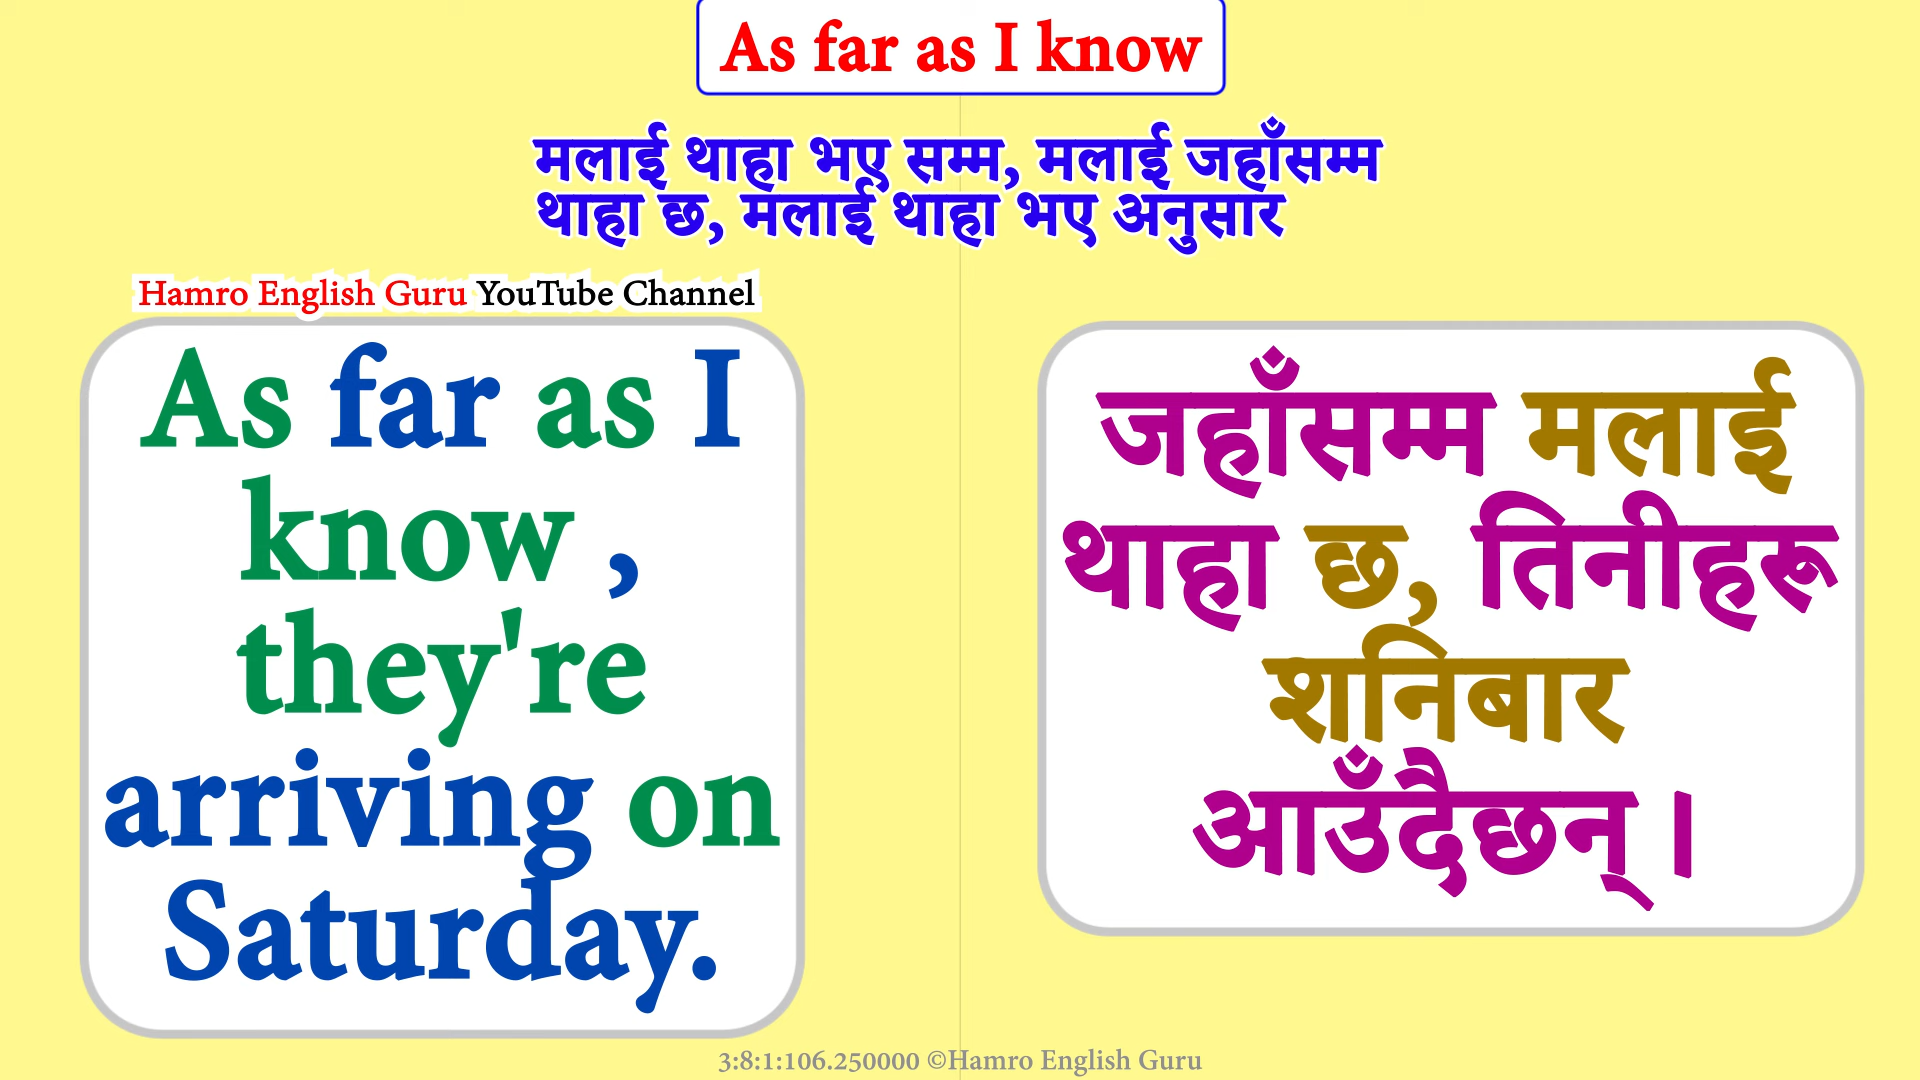 As far as I know
मलाई थाहा भए सम्म, मलाई जहाँसम्म
थाहा छ, मलाई थाहा भए अनुसार
Hamro English Guru YouTube Channel
As far as I
know ,
they're
arriving on
Saturday.
जहाँसम्म मलाई
थाहा छ, तिनीहरू
शनिबार
आउँदैछन् ।
3:8:1:106.250000 ©Hamro English Guru